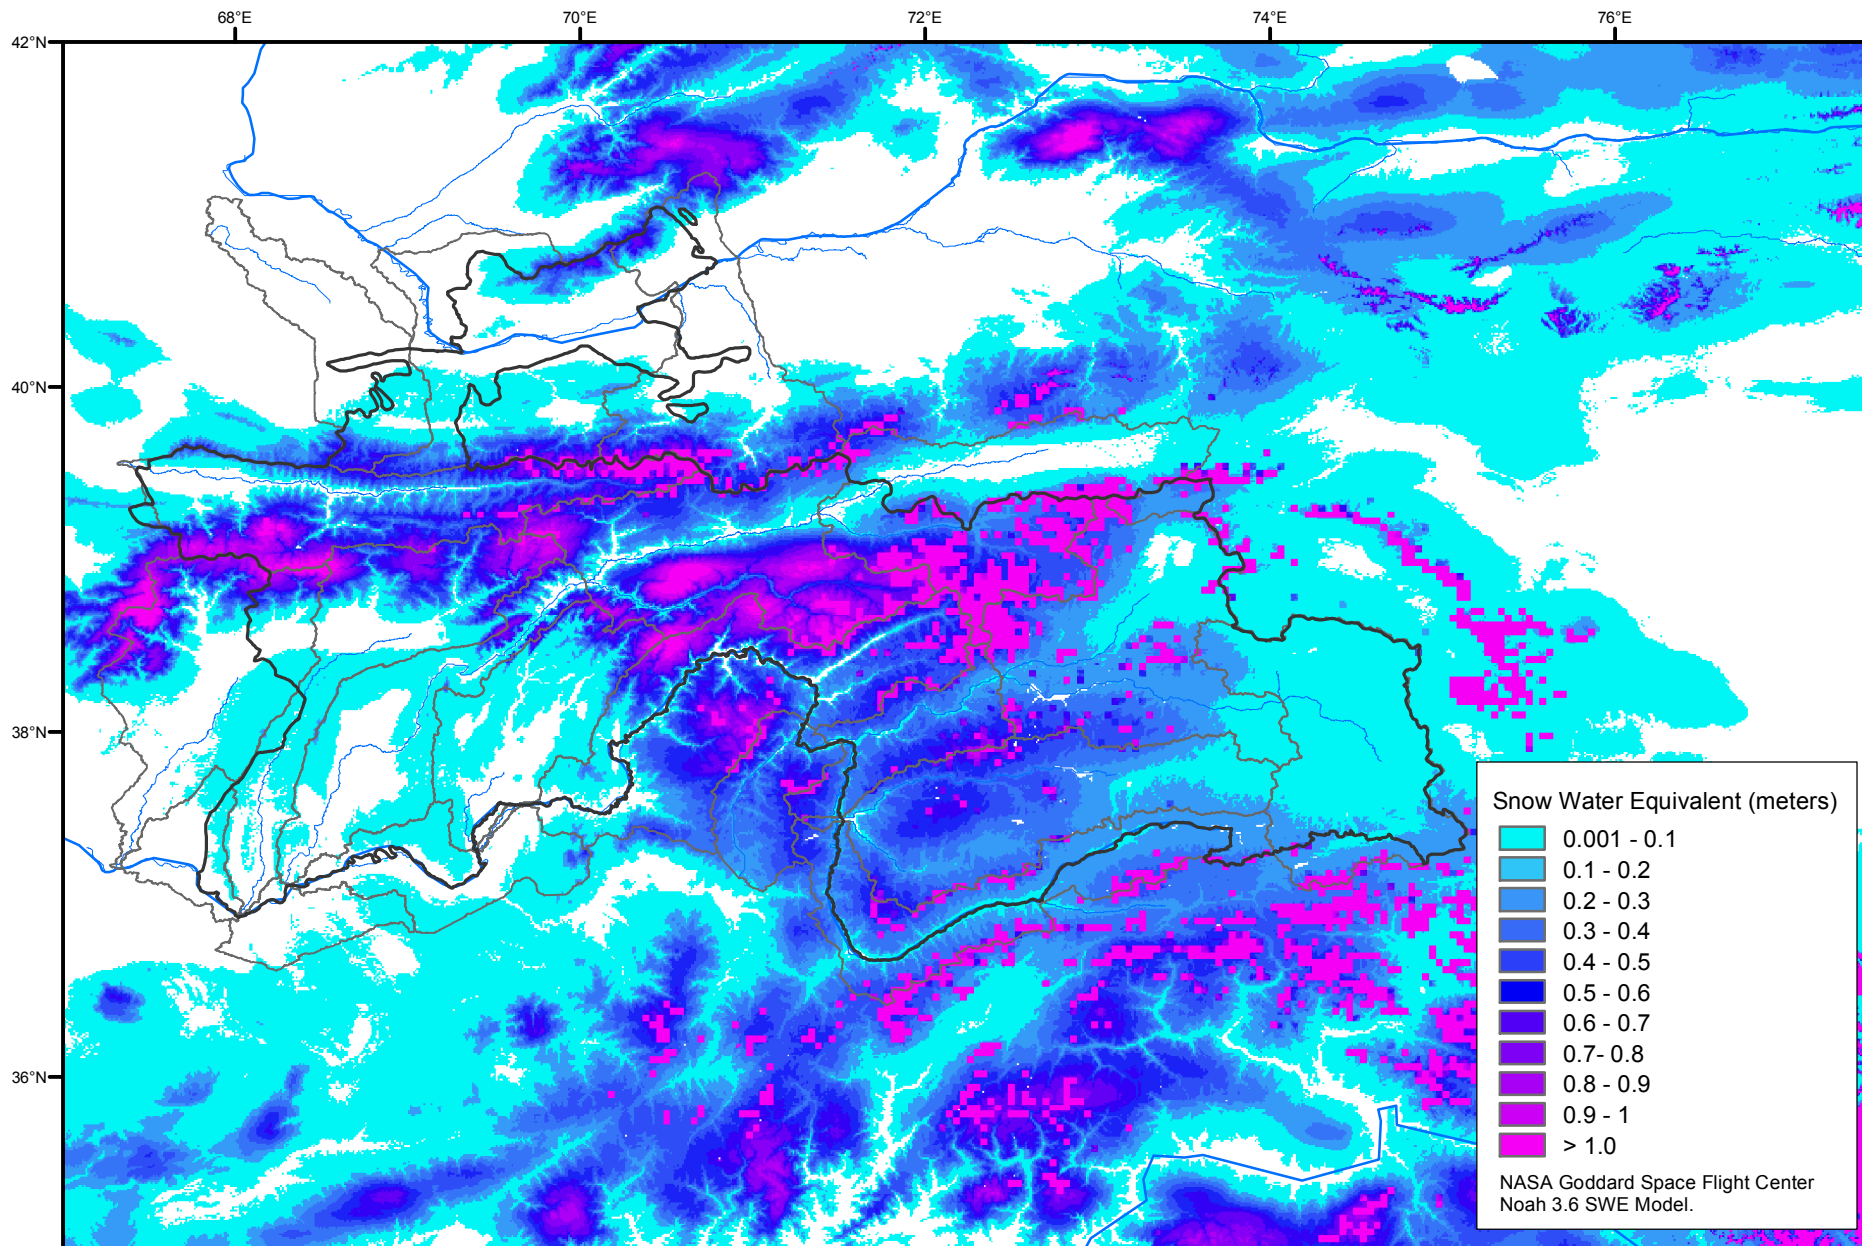 68°E
70°E
72°E
74°E
76°E
42°N
40°N
38°N
36°N
Snow Water Equivalent (meters)
0.001 - 0.1
0.1 - 0.2
0.2 - 0.3
0.3 - 0.4
0.4 - 0.5
0.5 - 0.6
0.6 - 0.7
0.7- 0.8
0.8 - 0.9
0.9 - 1
> 1.0
NASA Goddard Space Flight Center
Noah 3.6 SWE Model.